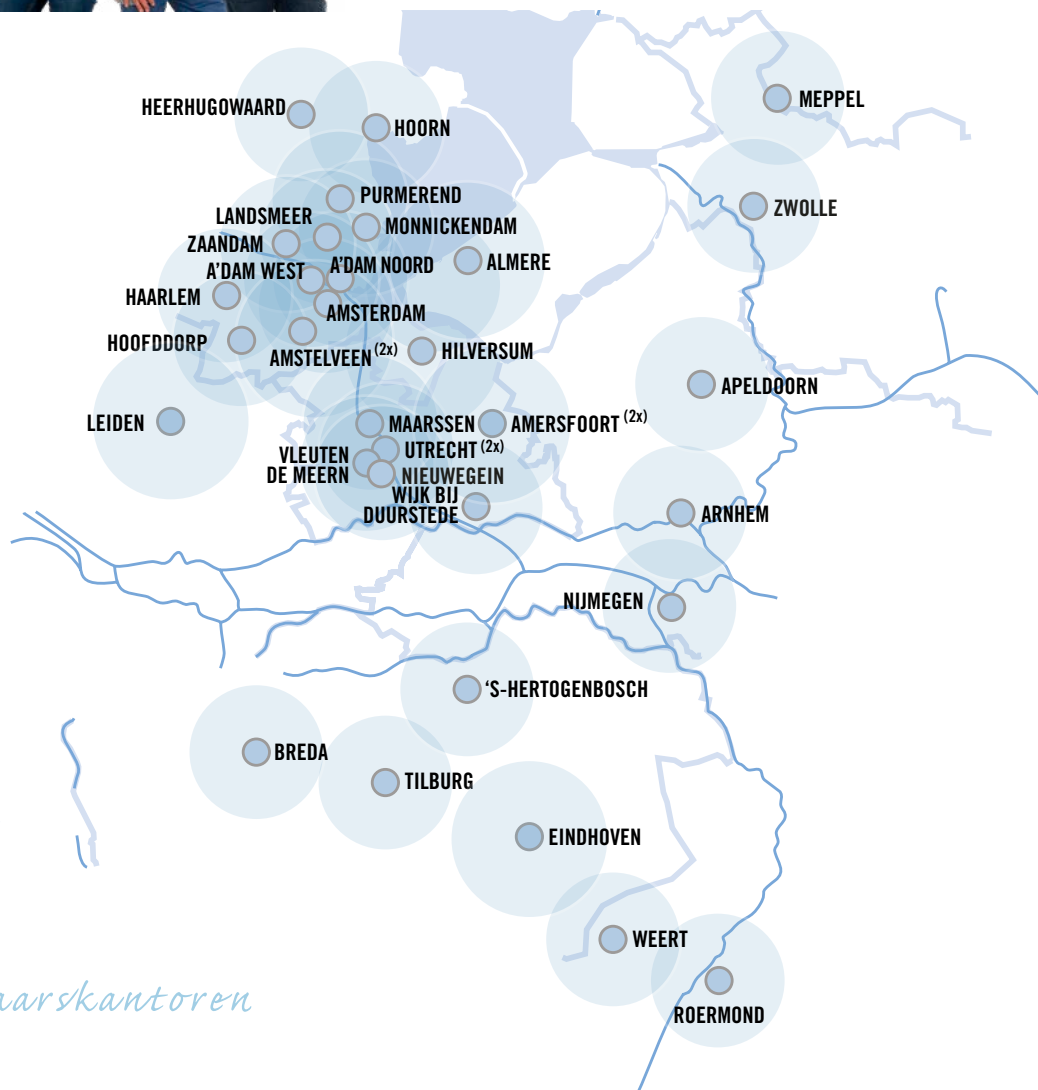 HEERHUGOWAARD
HOORN
MEPPEL
PURMEREND
ZWOLLE
LANDSMEER
MONNICKENDAM
ZAANDAM
A'DAM WEST
A'DAM NOORD
ALMERE
HAARLEM
AMSTERDAM
HOOFDDORP
AMSTELVEEN (2x)
HILVERSUM
APELDOORN
LEIDEN
MAARSSEN
AMERSFOORT (2x)
UTRECHT (2x)
VLEUTEN
DE MEERN
NIEUWEGEIN
WIJK BIJ
DUURSTEDE
ARNHEM
NIJMEGEN
'S-HERTOGENBOSCH
BREDA
TILBURG
EINDHOVEN
WEERT
ROERMOND
aarskantoren